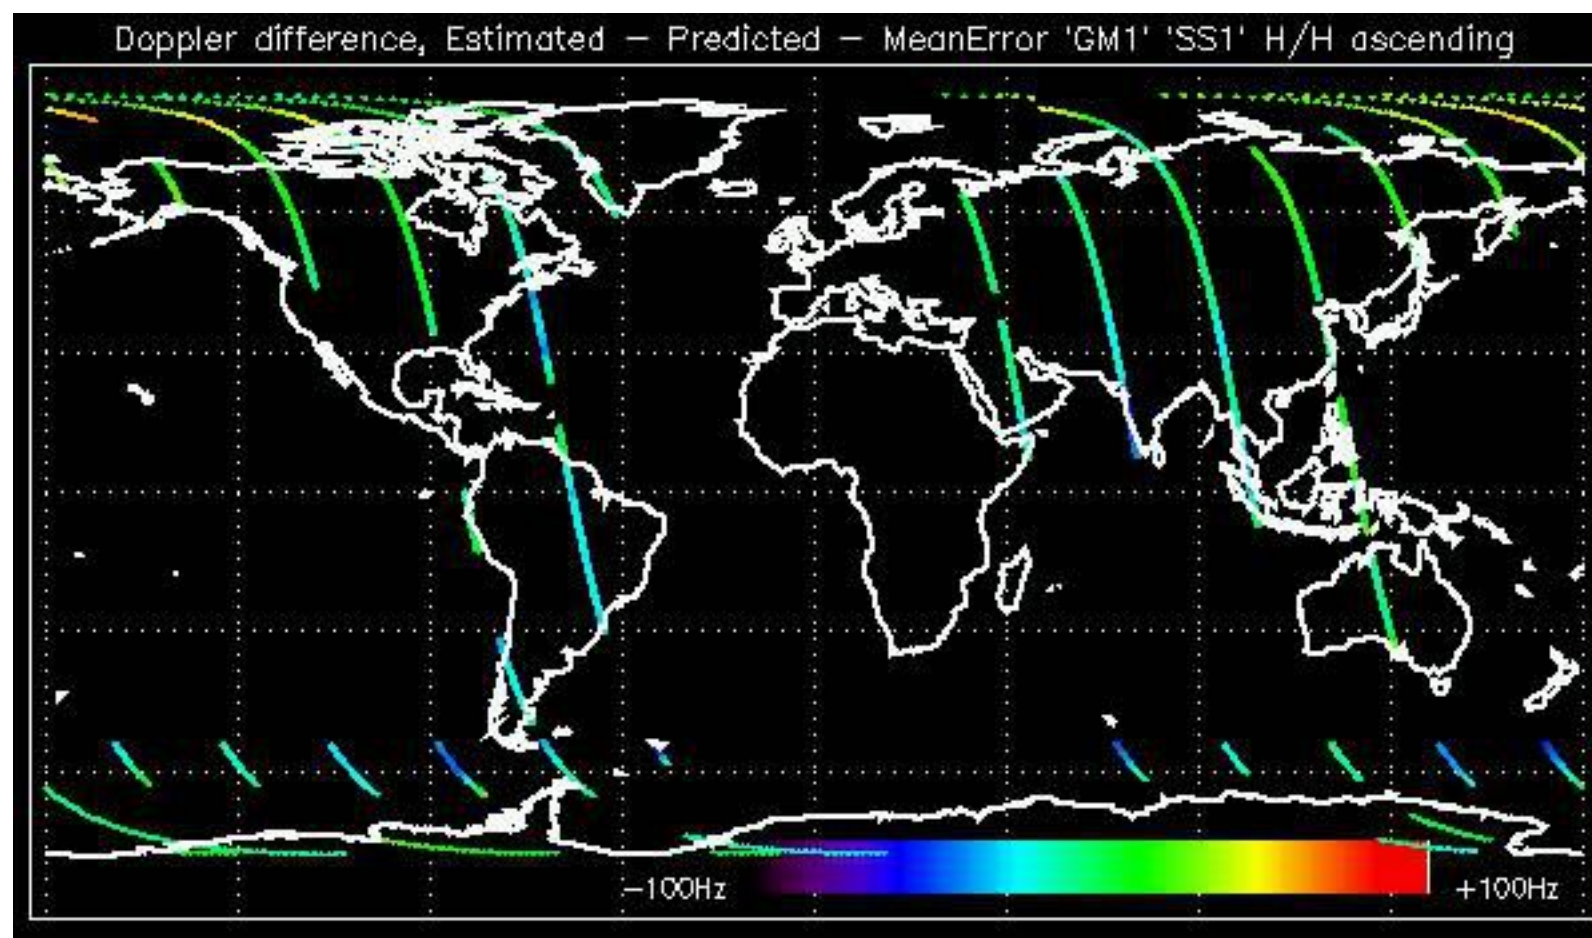 Doppler difference, Estimated – Predicted – MeanError 'GM1' 'SS1' H/H ascending
-100Hz +100Hz